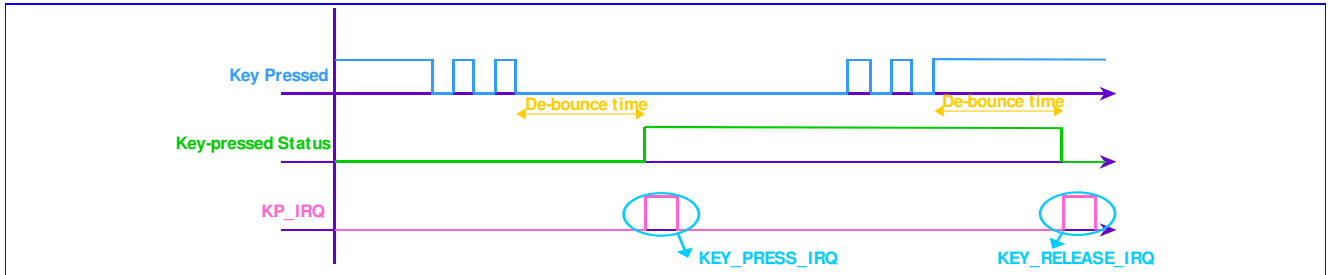 Key Pressed
De-bounce time
De-bounce time
Key-pressed Status
KP_IRQ
KEY_PRESS_IRQ
KEY_RELEASE_IRQ